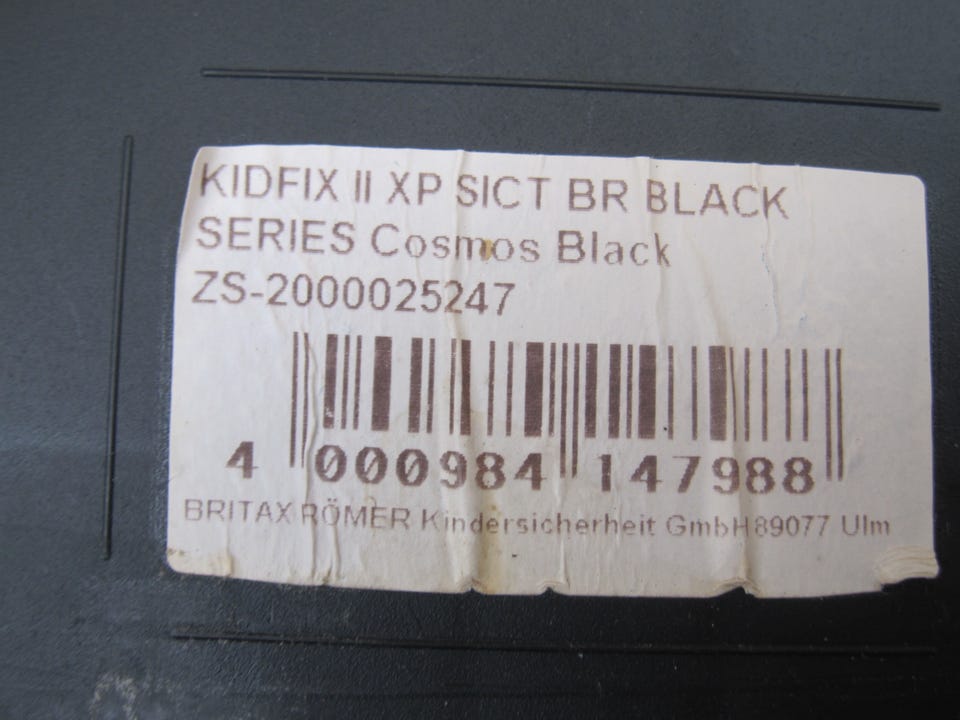 KIDFIX II XP SICT BR BLACK
SERIES Cosmos Black
ZS-2000025247
4 000984 147988
BRITAX RÖMER Kindersicherheit GmbH 89077 Ulm